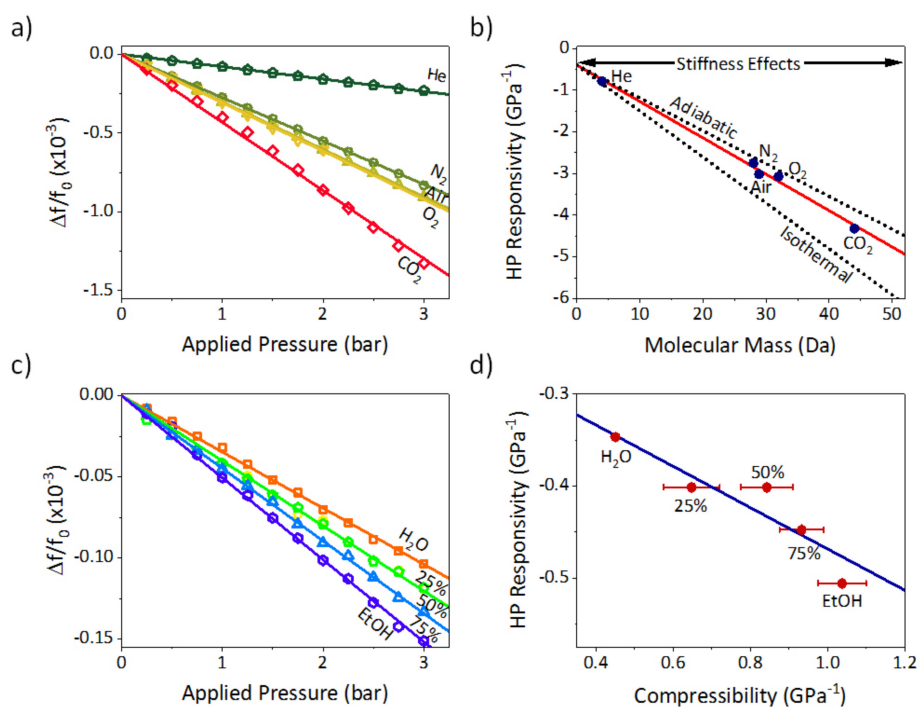 a)
0.0
-0.5
-1.0
-1.5
Δf/f₀ (x10⁻³)
He
N₂
Air
O₂
CO₂
0
1
2
3
Applied Pressure (bar)
b)
0
-1
-2
-3
-4
-5
-6
HP Responsivity (GPa⁻¹)
Stiffness Effects
He
Adiabatic
N₂
O₂
Air
CO₂
Isothermal
0
10
20
30
40
50
Molecular Mass (Da)
c)
0.00
-0.05
-0.10
-0.15
Δf/f₀ (x10⁻³)
H₂O
25%
50%
75%
EtOH
0
1
2
3
Applied Pressure (bar)
d)
-0.3
-0.4
-0.5
HP Responsivity (GPa⁻¹)
H₂O
50%
25%
75%
EtOH
0.4
0.6
0.8
1.0
1.2
Compressibility (GPa⁻¹)